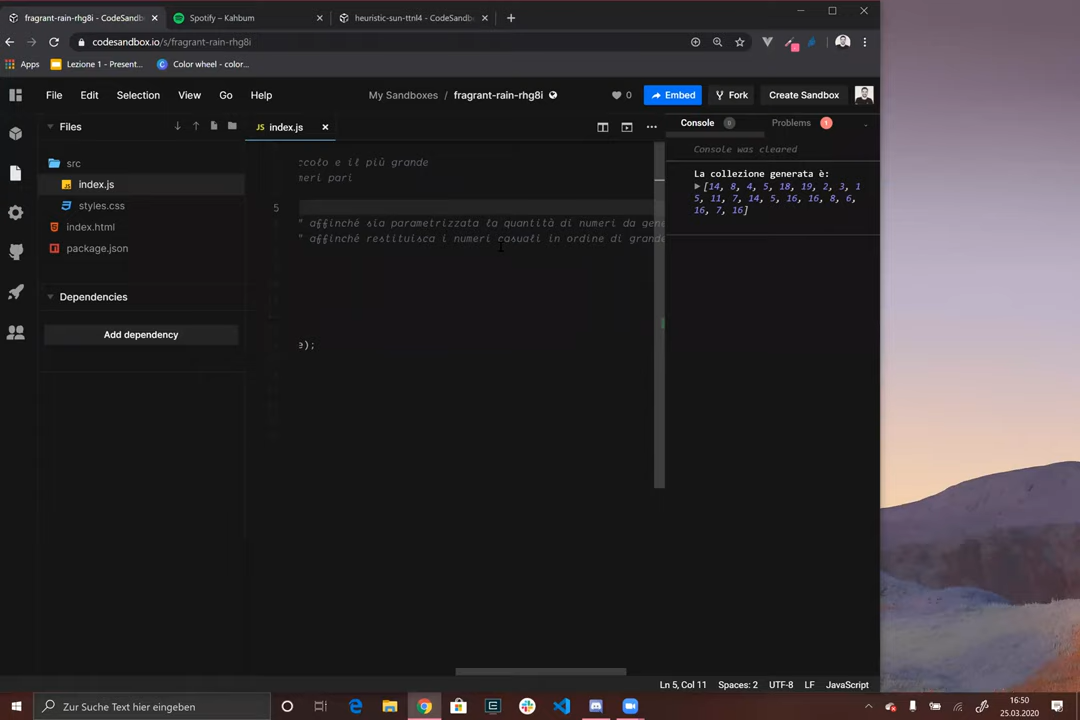 fragrant-rain-rhg8i - CodeSandb
Spotify – Kahbum
heuristic-sun-ttnl4 - CodeSandb
codesandbox.io/s/fragrant-rain-rhg8i
Apps
Lezione 1 - Present...
Color wheel - color...
File Edit Selection View Go Help
My Sandboxes / fragrant-rain-rhg8i
0
Embed
Fork
Create Sandbox
Files
JS index.js
Console 0
Problems 1
Console was cleared
src
index.js
styles.css
index.html
package.json
Dependencies
Add dependency
ccolo e il più grande
meri pari
5
" affinché sia parametrizzata la quantità di numeri da gene
" affinché restituisca i numeri casuali in ordine di grande
e);
La collezione generata è:
[14, 8, 4, 5, 18, 19, 2, 3, 1
5, 11, 7, 14, 5, 16, 16, 8, 6,
16, 7, 16]
Ln 5, Col 11 Spaces: 2 UTF-8 LF JavaScript
Zur Suche Text hier eingeben
16:50
25.03.2020